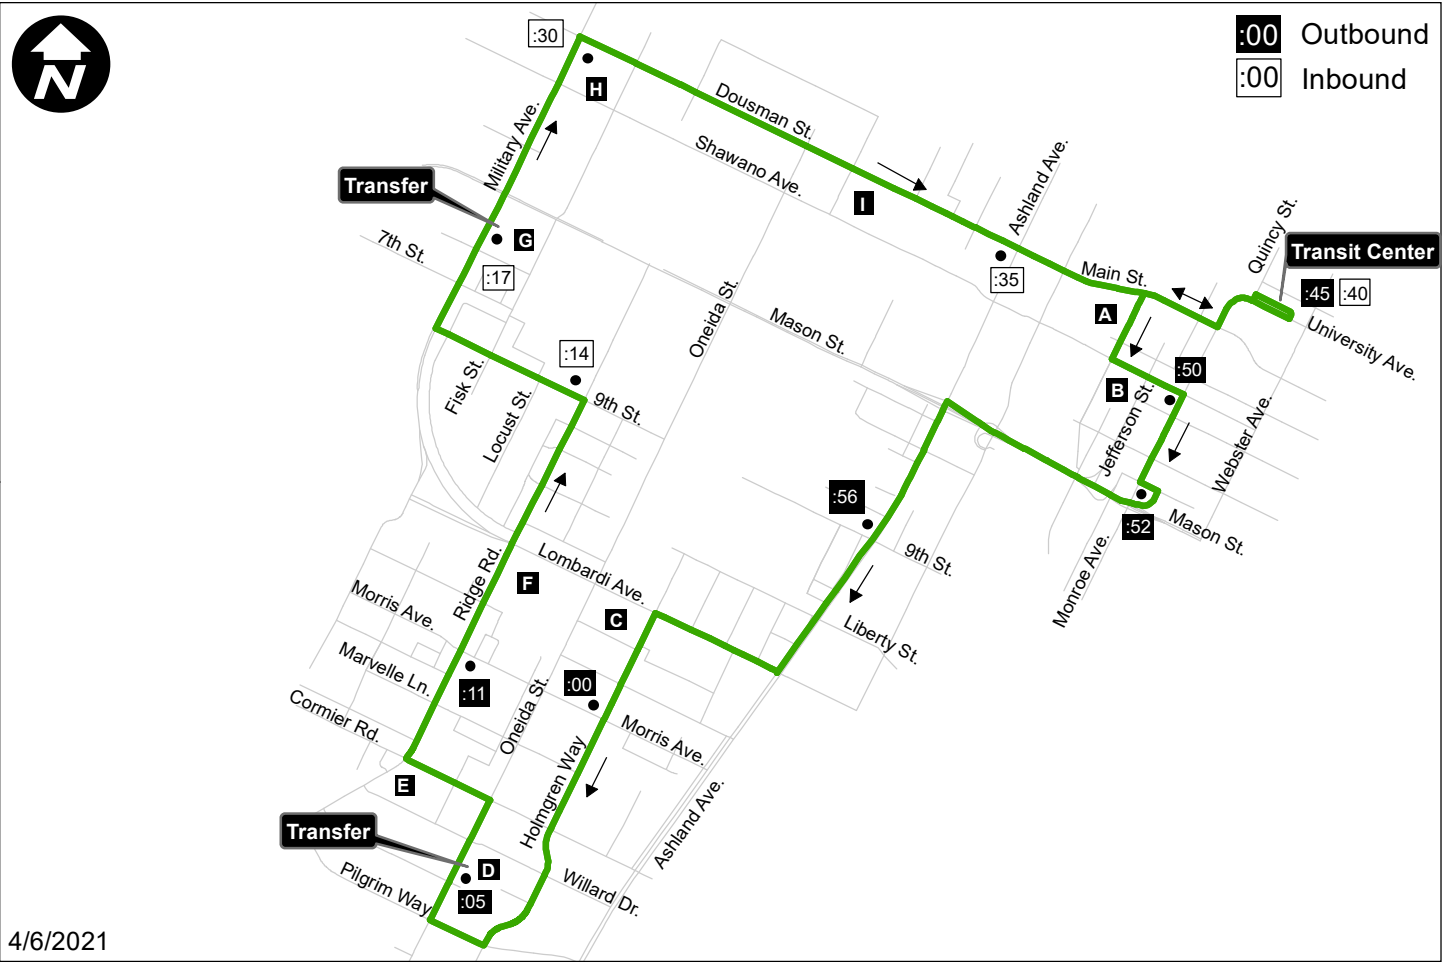 N
:00 Outbound
:00 Inbound
:30
H
Dousman St.
Military Ave.
Shawano Ave.
Ashland Ave.
Transfer
I
Quincy St.
G
7th St.
Transit Center
:17
:35
Main St.
:45 :40
A
University Ave.
Oneida St.
Mason St.
:14
:50
Fisk St.
Locust St.
9th St.
B
Jefferson St.
Webster Ave.
:56
:52
Mason St.
9th St.
Lombardi Ave.
Ridge Rd.
F
Morris Ave.
C
Monroe Ave.
Liberty St.
Marvelle Ln.
:11
:00
Cormier Rd.
Oneida St.
Morris Ave.
E
Holmgren Way
Ashland Ave.
Transfer
D
Pilgrim Way
:05
Willard Dr.
4/6/2021